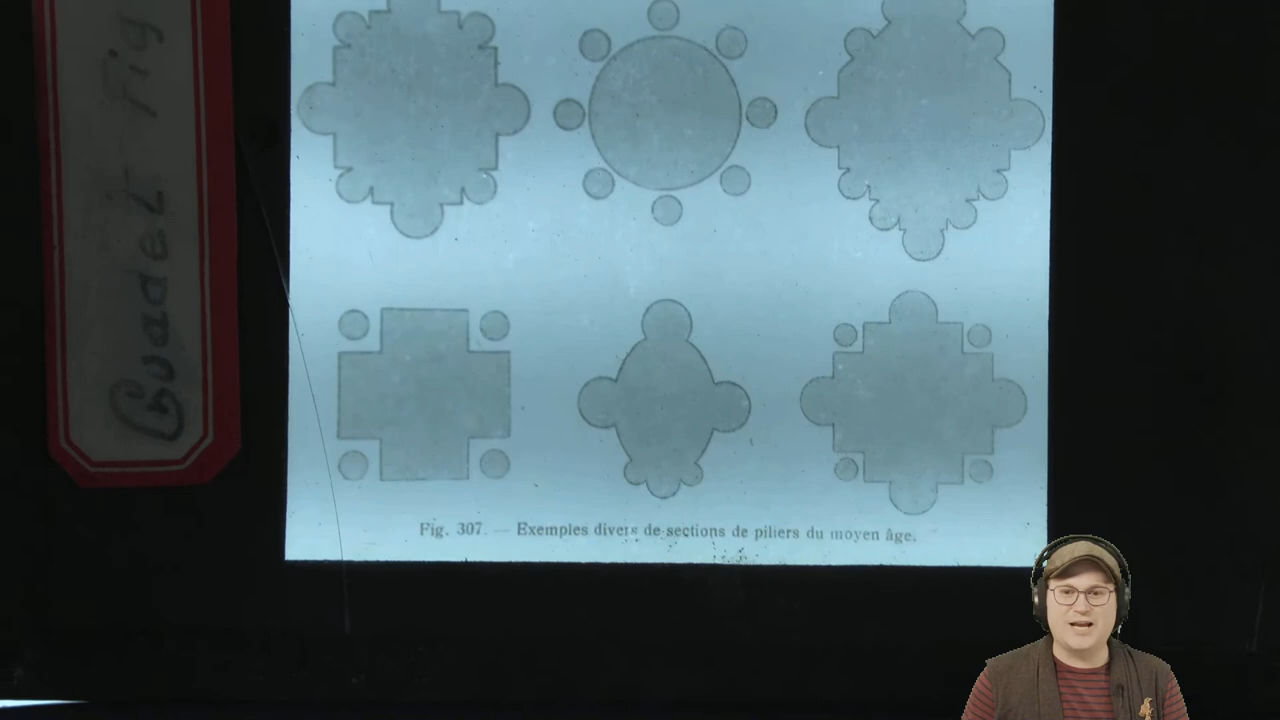 Guadet Fig
Fig. 307. — Exemples divers de sections de piliers du moyen âge.